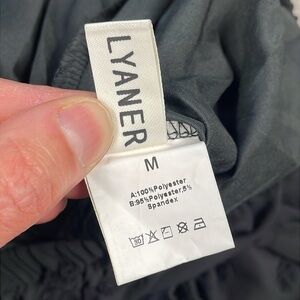 LYANER
M
A:100%Polyester
B:95%Polyester,5%
Spandex